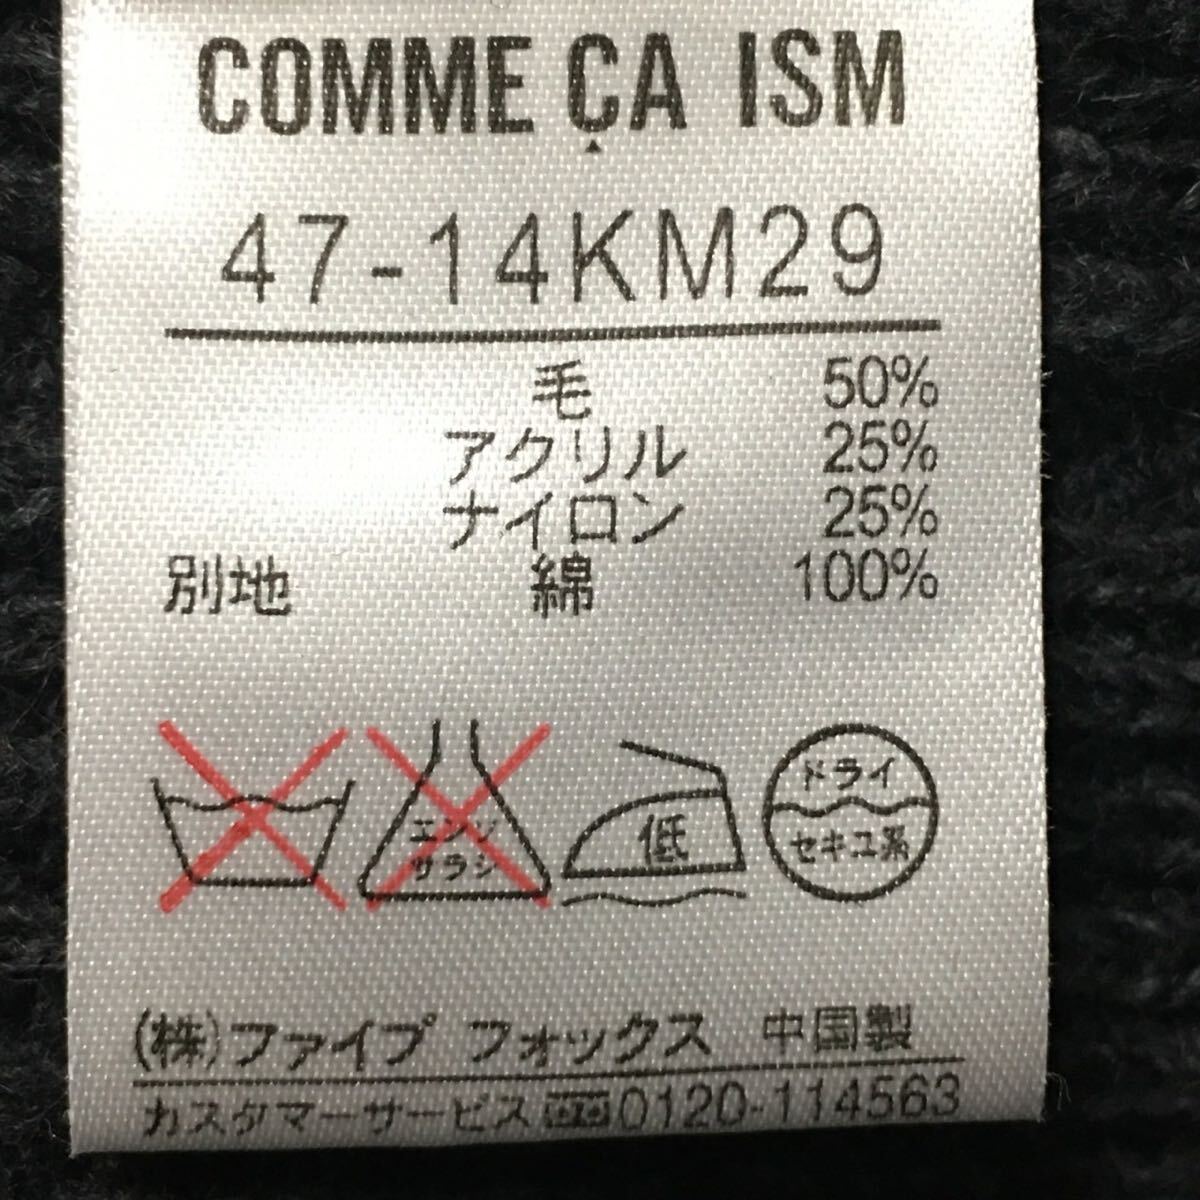 COMME ÇA ISM
47-14KM29
毛 50%
アクリル 25%
ナイロン 25%
別地 綿 100%
エンソ
サラシ
低
ドライ
セキユ系
(株)ファイブ フォックス 中国製
カスタマーサービス 0120-114563